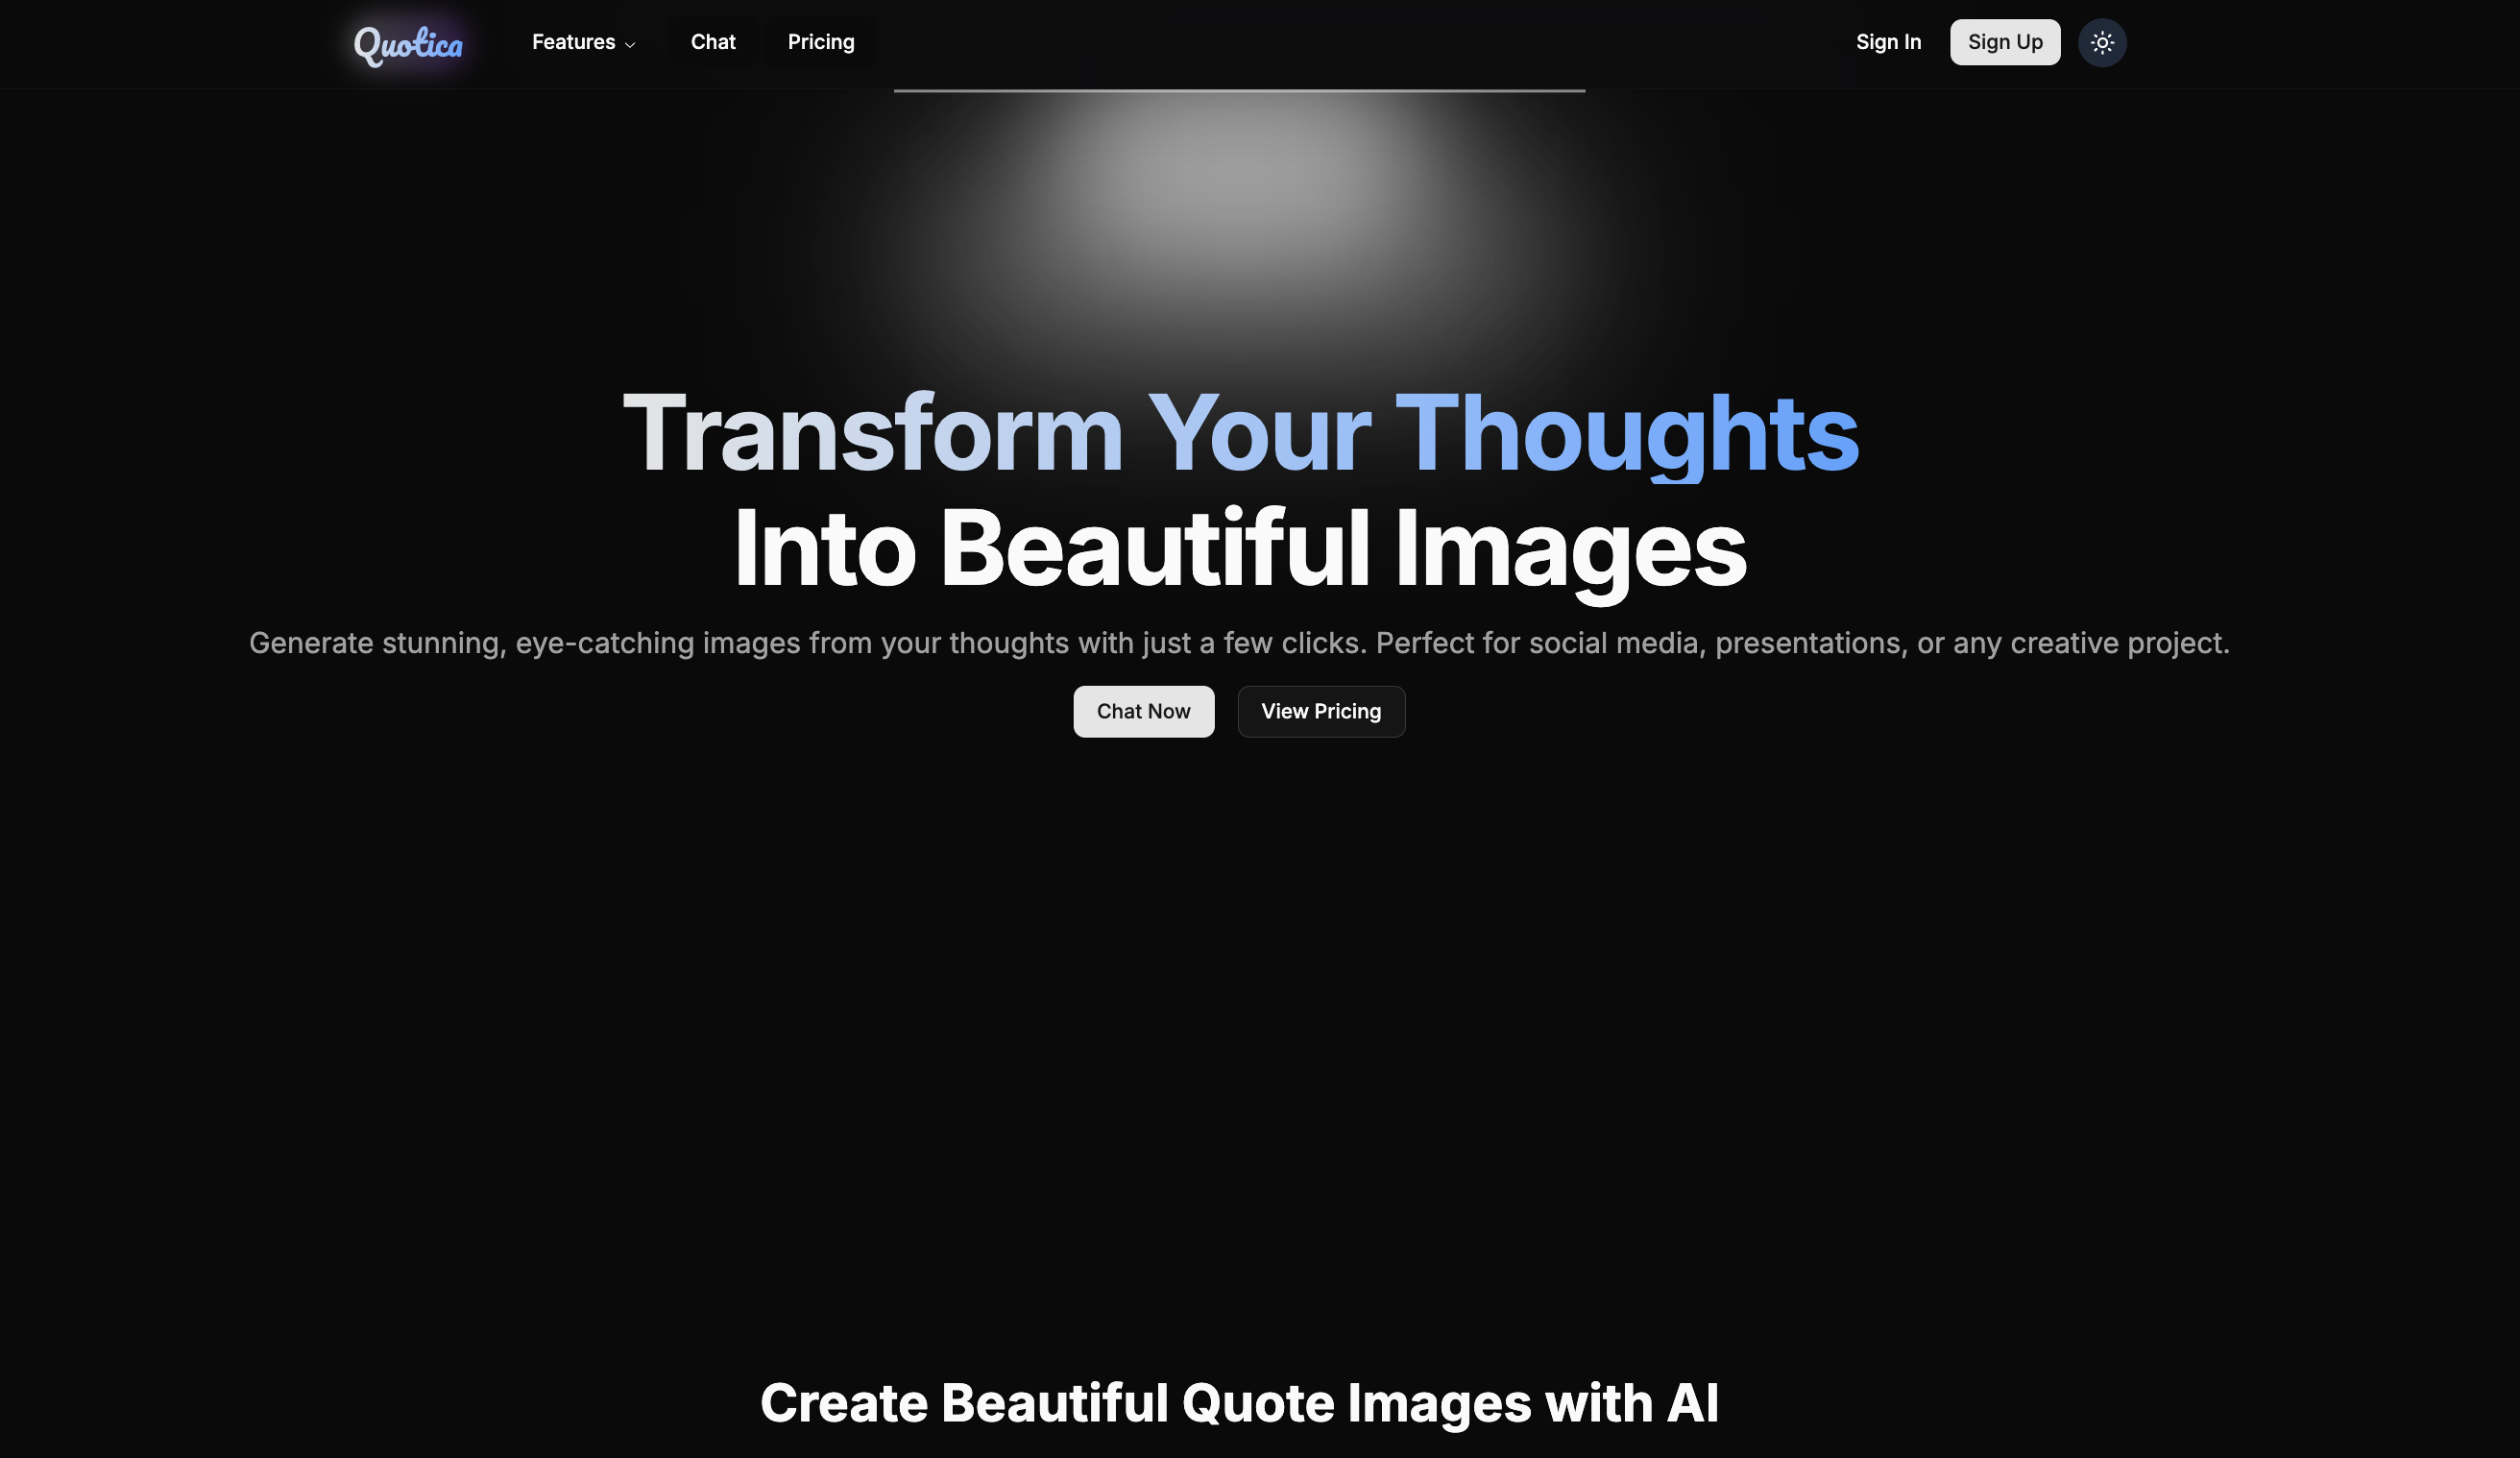 Quotica Features Chat Pricing Sign In Sign Up
Transform Your Thoughts
Into Beautiful Images
Generate stunning, eye-catching images from your thoughts with just a few clicks. Perfect for social media, presentations, or any creative project.
Chat Now View Pricing
Create Beautiful Quote Images with AI